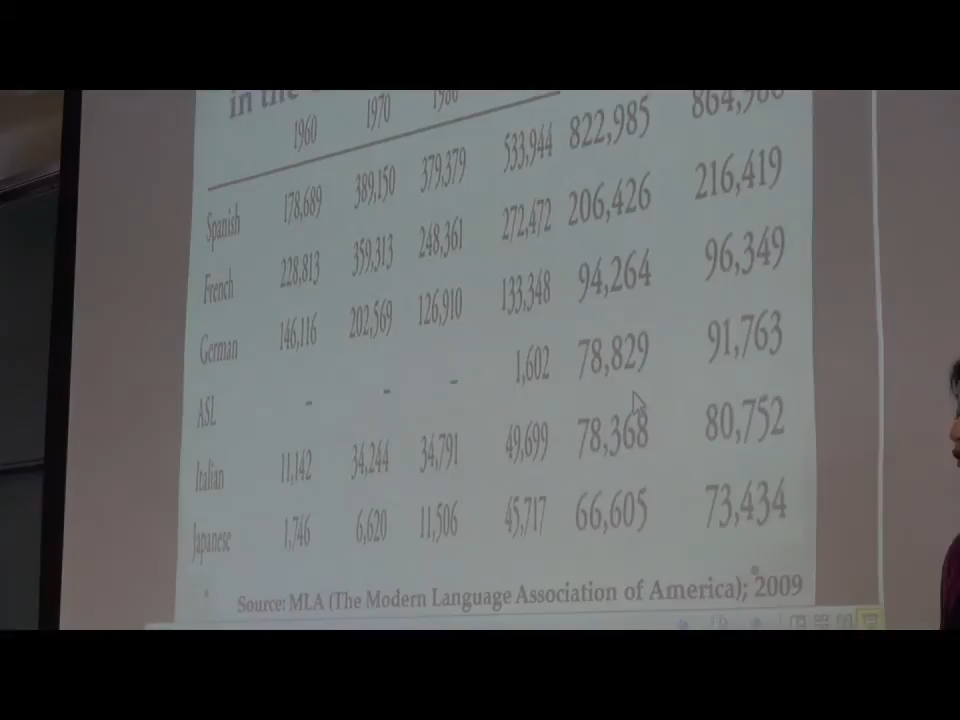 in the
1960 1970 1980
Spanish 178,689 389,150 379,379 533,944 822,985 864,986
French 228,813 359,313 248,361 272,472 206,426 216,419
German 146,116 202,569 126,910 133,348 94,264 96,349
ASL - - - 1,602 78,829 91,763
Italian 11,142 34,244 34,791 49,699 78,368 80,752
Japanese 1,746 6,620 11,506 45,717 66,605 73,434
Source: MLA (The Modern Language Association of America); 2009